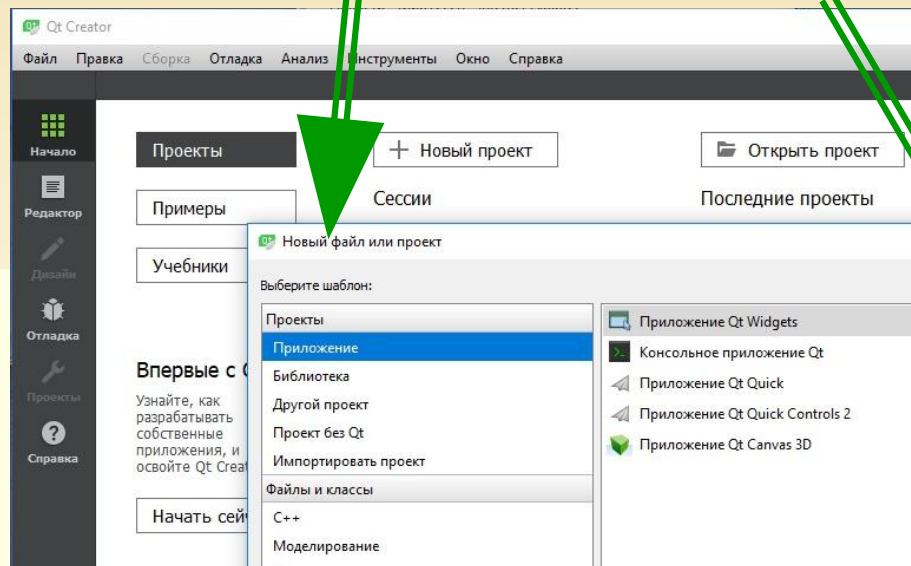 Qt Creator
Файл Правка Сборка Отладка Анализ Инструменты Окно Справка
Начало
Редактор
Дизайн
Отладка
Проекты
Справка
Проекты
Новый проект
Открыть проект
Примеры
Сессии
Последние проекты
Учебники
Впервые с
Узнайте, как
разрабатывать
собственные
приложения, и
освойте Qt Creat
Начать сей
Новый файл или проект
Выберите шаблон:
Проекты
Приложение
Библиотека
Другой проект
Проект без Qt
Импортировать проект
Файлы и классы
C++
Моделирование
Приложение Qt Widgets
Консольное приложение Qt
Приложение Qt Quick
Приложение Qt Quick Controls 2
Приложение Qt Canvas 3D